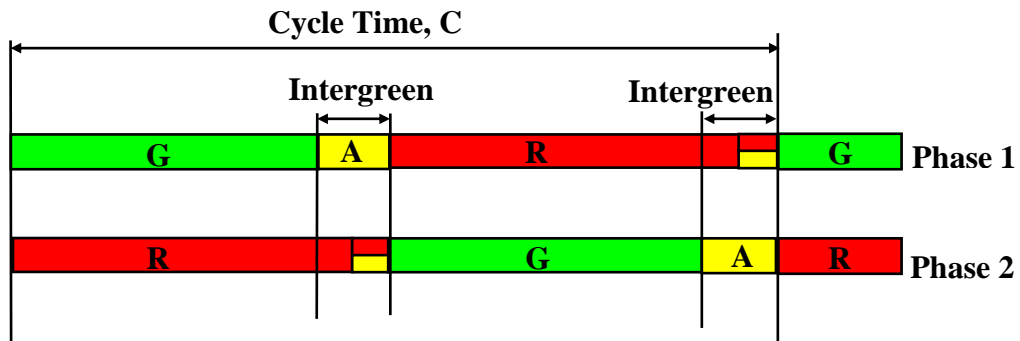 Cycle Time, C
Intergreen Intergreen
G A R G Phase 1
R G A R Phase 2